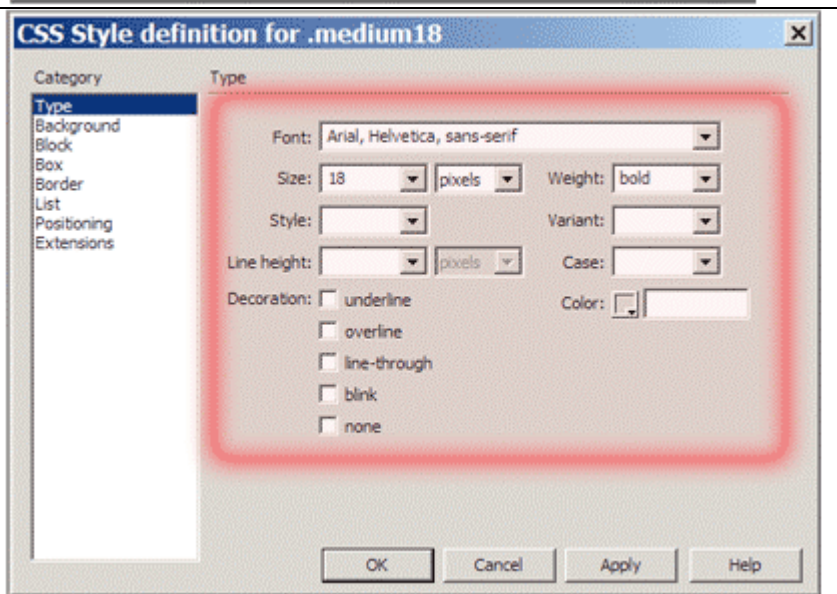 CSS Style definition for .medium18
Category
Type
Type
Background
Block
Box
Border
List
Positioning
Extensions
Font: Arial, Helvetica, sans-serif
Size: 18 pixels Weight: bold
Style: Variant:
Line height: pixels Case:
Decoration: underline Color:
overline
line-through
blink
none
OK Cancel Apply Help